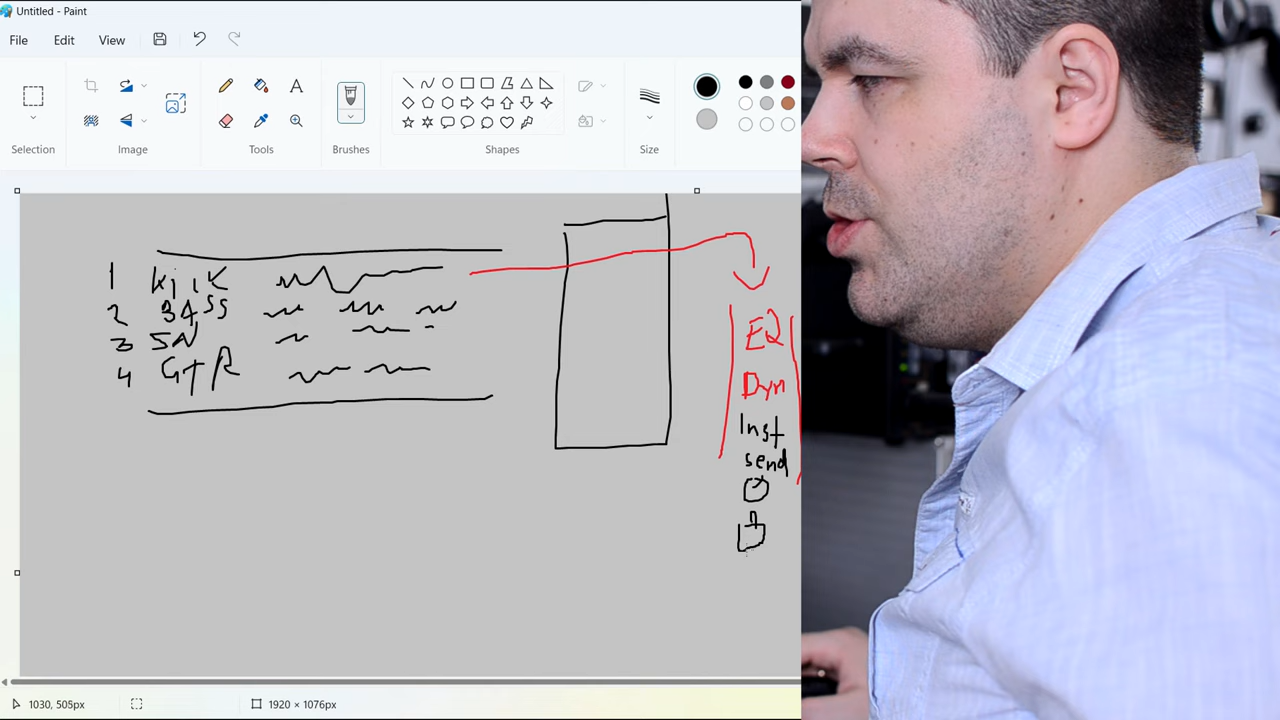 Untitled - Paint
File Edit View
Selection Image Tools Brushes Shapes Size
1 Kick
2 BASS
3 SN
4 GTR
EQ
Dyn
Inst
send
1030, 505px 1920 × 1076px